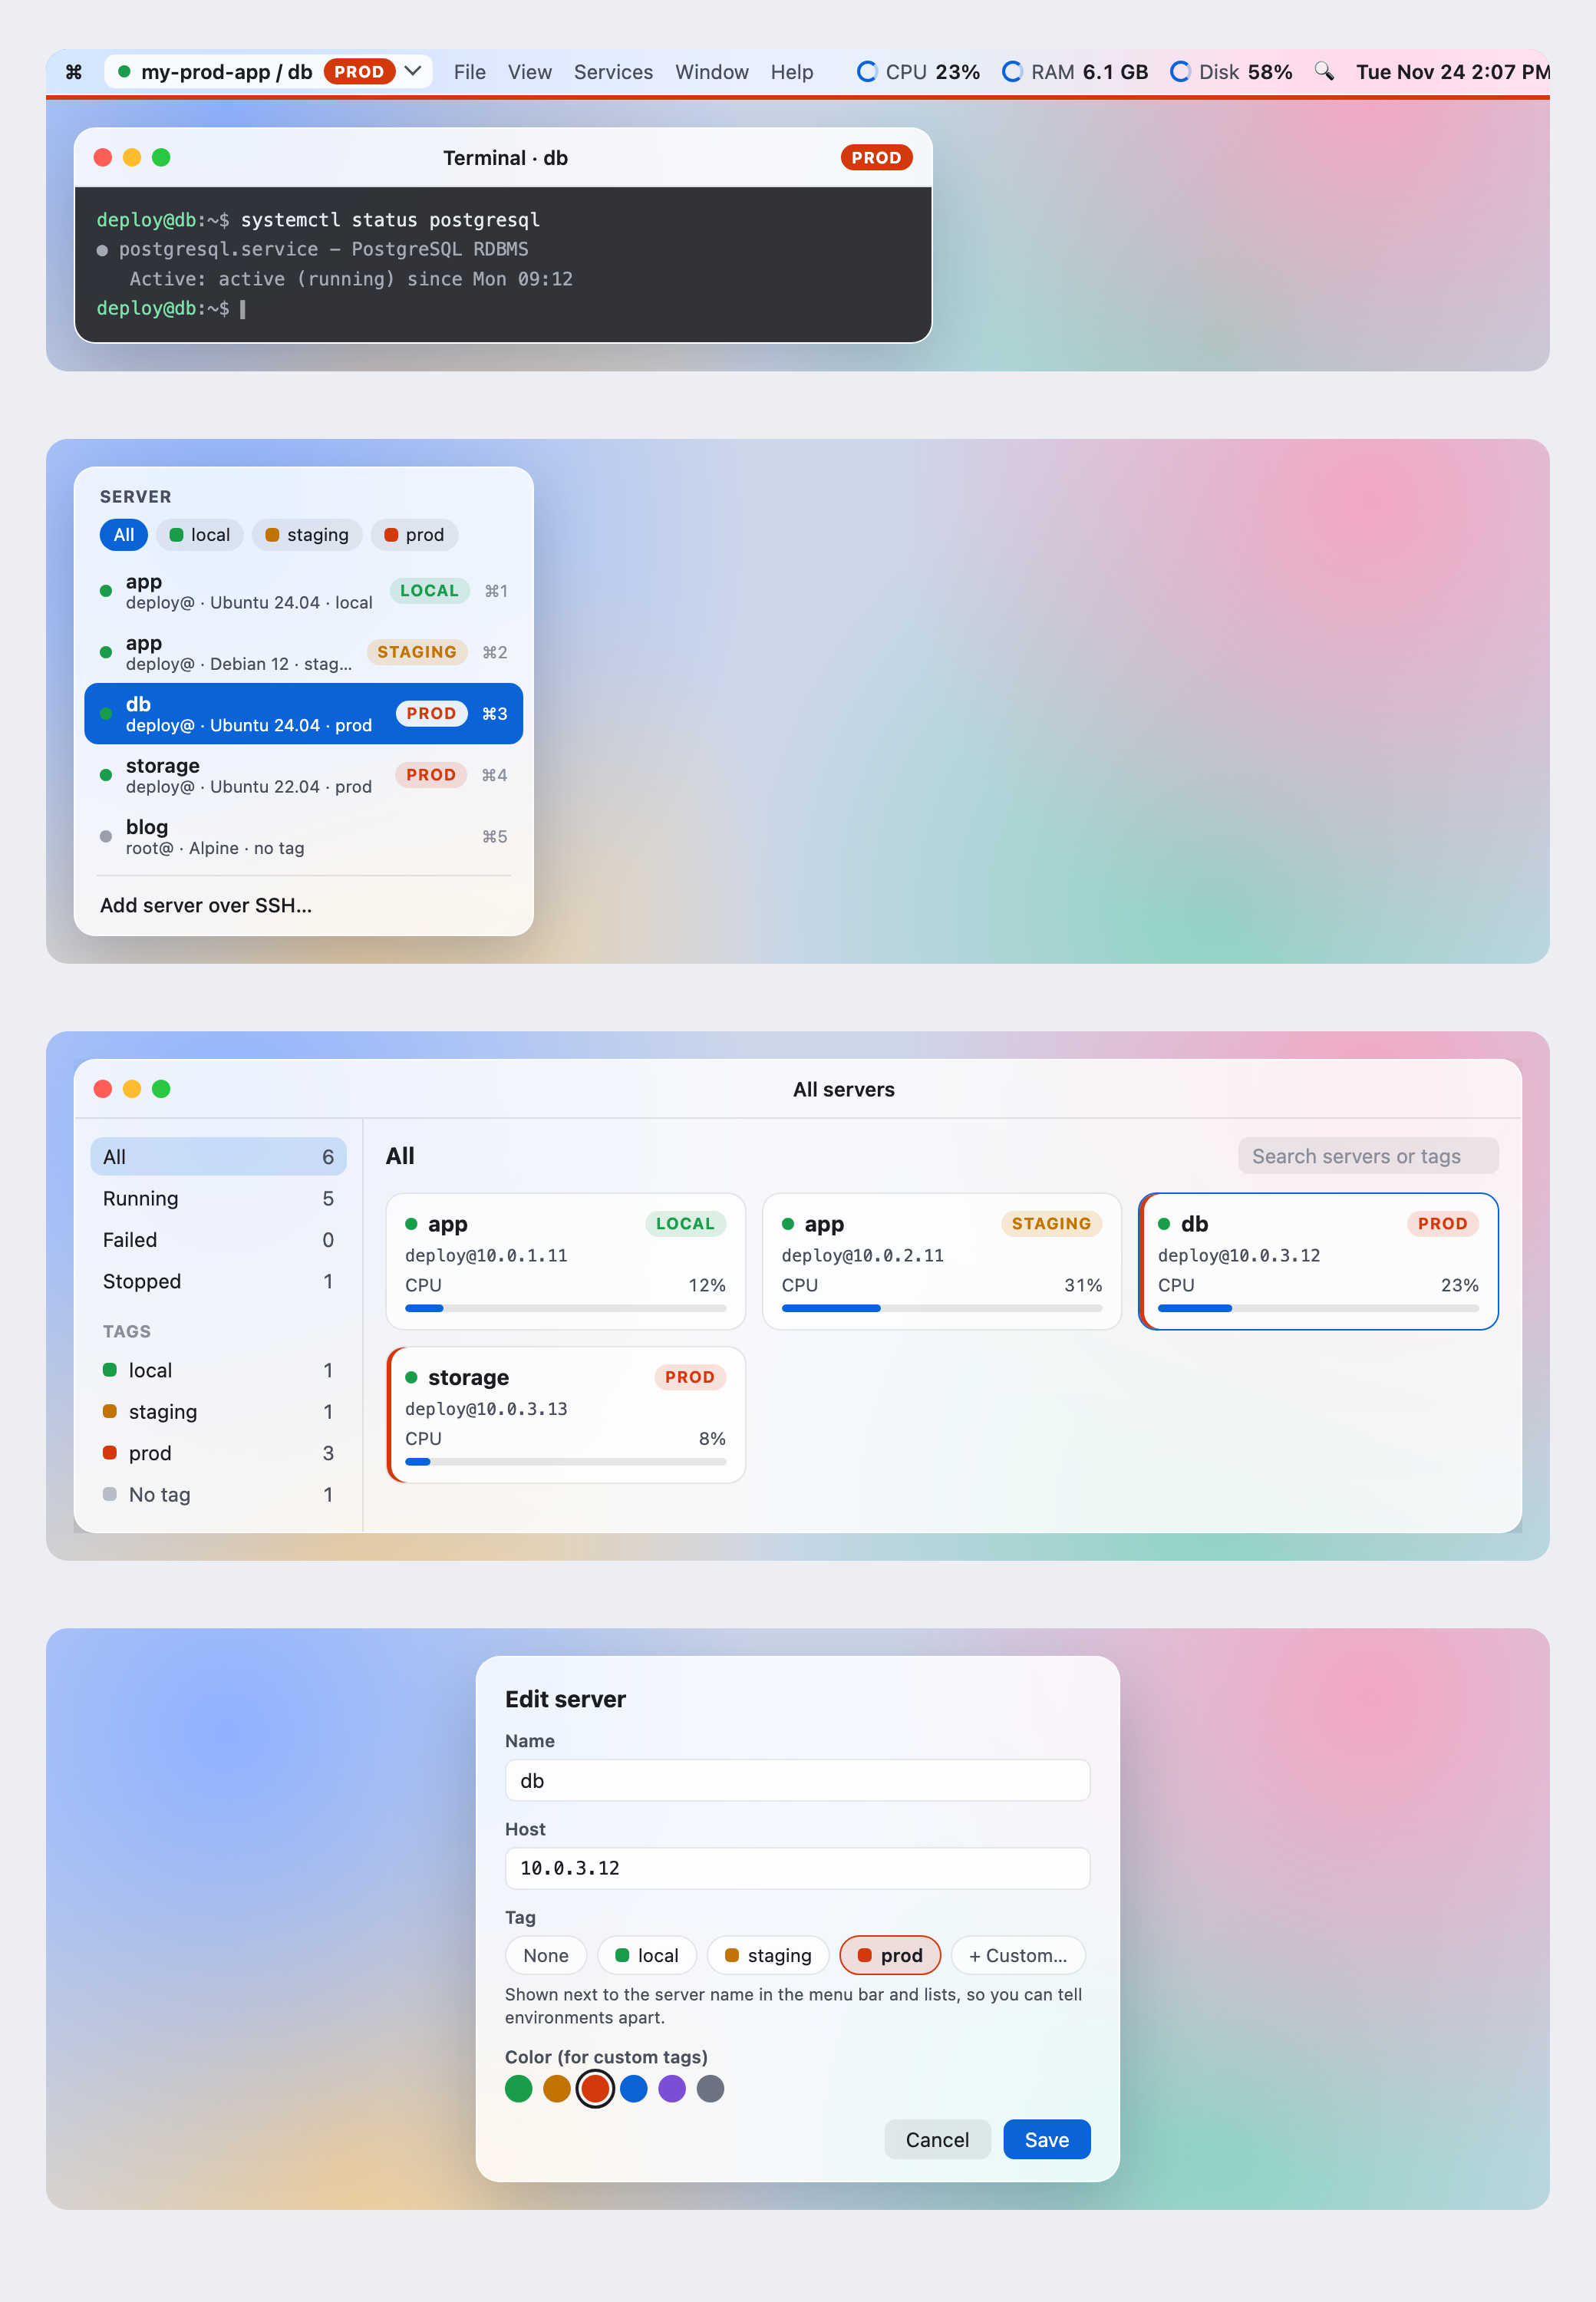 ⌘ my-prod-app / db PROD File View Services Window Help CPU 23% RAM 6.1 GB Disk 58% Tue Nov 24 2:07 PM
Terminal · db PROD
deploy@db:~$ systemctl status postgresql
● postgresql.service – PostgreSQL RDBMS
Active: active (running) since Mon 09:12
deploy@db:~$
SERVER
All local staging prod
app LOCAL ⌘1
deploy@ · Ubuntu 24.04 · local
app STAGING ⌘2
deploy@ · Debian 12 · stag...
db PROD ⌘3
deploy@ · Ubuntu 24.04 · prod
storage PROD ⌘4
deploy@ · Ubuntu 22.04 · prod
blog ⌘5
root@ · Alpine · no tag
Add server over SSH...
All servers
All 6
Running 5
Failed 0
Stopped 1
TAGS
local 1
staging 1
prod 3
No tag 1
All Search servers or tags
app LOCAL
deploy@10.0.1.11
CPU 12%
app STAGING
deploy@10.0.2.11
CPU 31%
db PROD
deploy@10.0.3.12
CPU 23%
storage PROD
deploy@10.0.3.13
CPU 8%
Edit server
Name
db
Host
10.0.3.12
Tag
None local staging prod + Custom...
Shown next to the server name in the menu bar and lists, so you can tell
environments apart.
Color (for custom tags)
Cancel Save